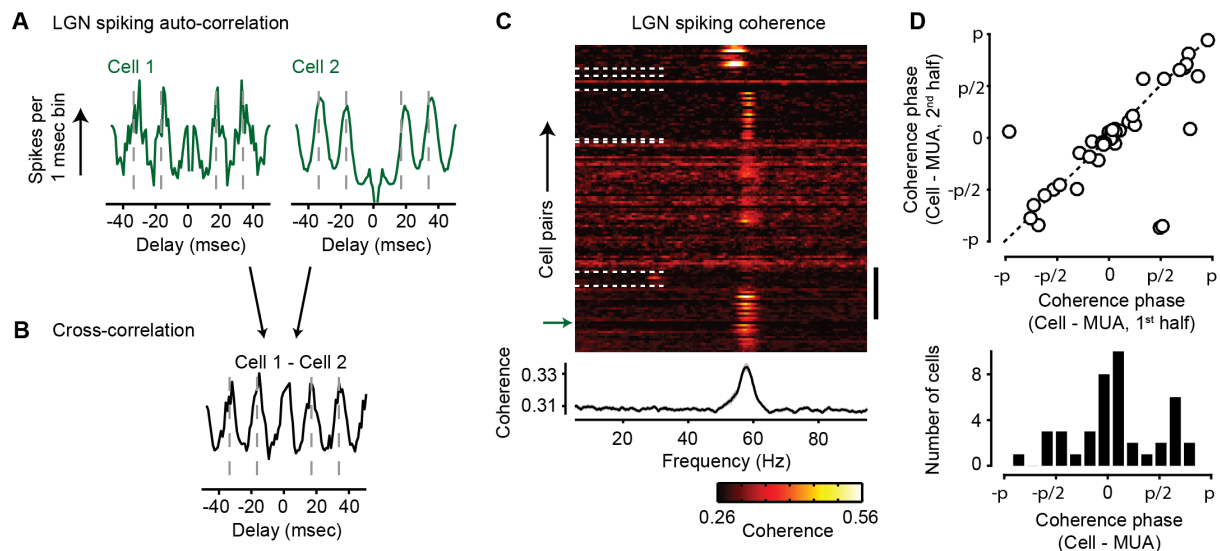 A LGN spiking auto-correlation
Cell 1
Cell 2
Spikes per
1 msec bin
-40 -20 0 20 40
Delay (msec)
-40 -20 0 20 40
Delay (msec)
B Cross-correlation
Cell 1 - Cell 2
-40 -20 0 20 40
Delay (msec)
C LGN spiking coherence
Cell pairs
Coherence
0.33
0.31
20 40 60 80
Frequency (Hz)
0.26 0.56
Coherence
D
Coherence phase
(Cell - MUA, 2nd half)
p
p/2
0
-p/2
-p
-p -p/2 0 p/2 p
Coherence phase
(Cell - MUA, 1st half)
Number of cells
8
4
0
-p -p/2 0 p/2 p
Coherence phase
(Cell - MUA)